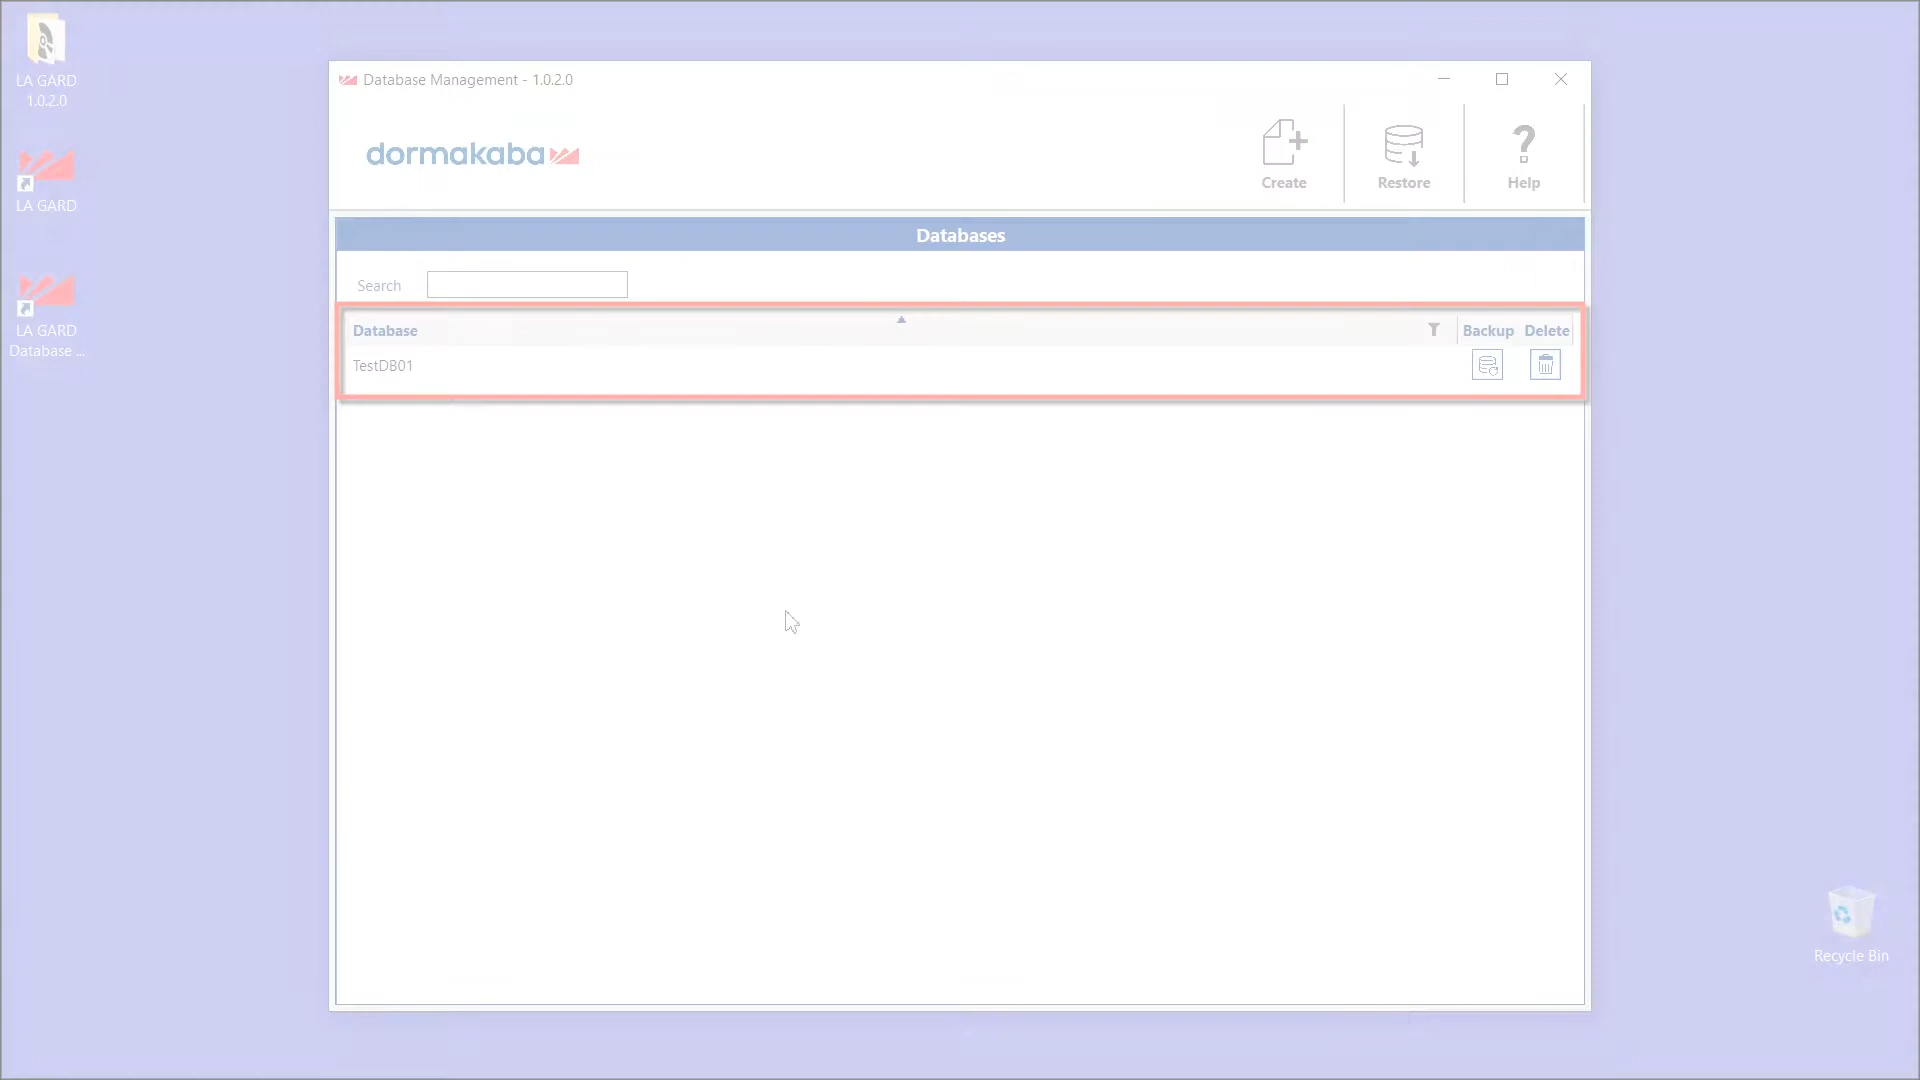 LA GARD
1.0.2.0
LA GARD
LA GARD
Database ...
Database Management - 1.0.2.0
dormakaba
Create
Restore
Help
Databases
Search
Database
Backup
Delete
TestDB01
Recycle Bin